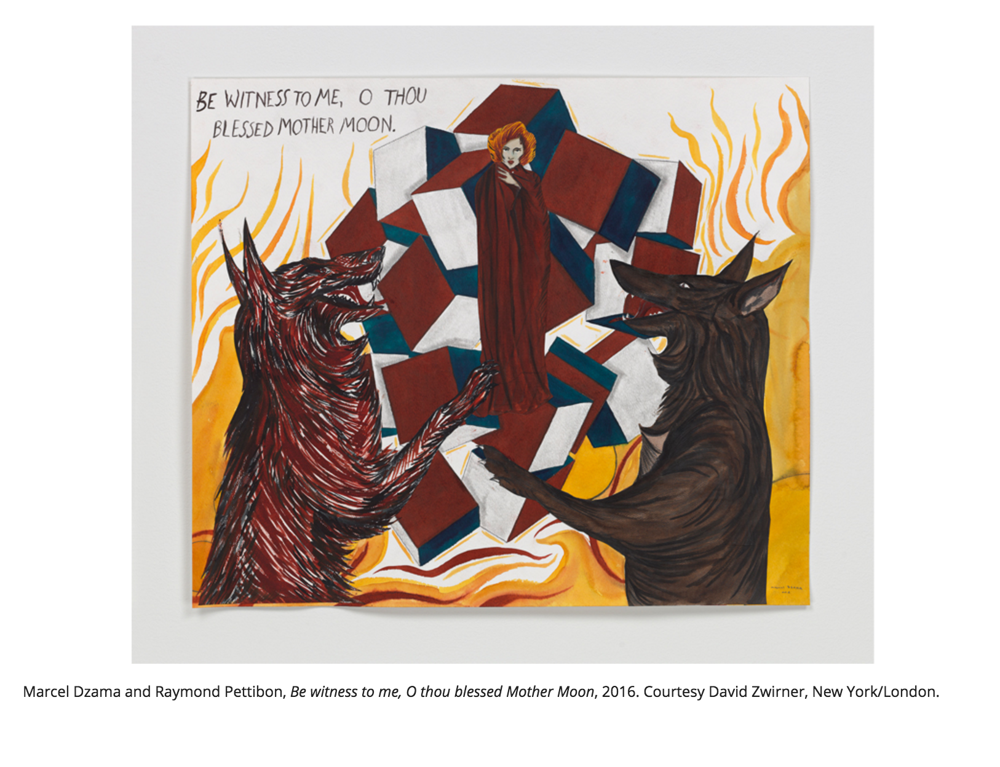 BE WITNESS TO ME, O THOU
BLESSED MOTHER MOON.
Marcel Dzama and Raymond Pettibon, Be witness to me, O thou blessed Mother Moon, 2016. Courtesy David Zwirner, New York/London.